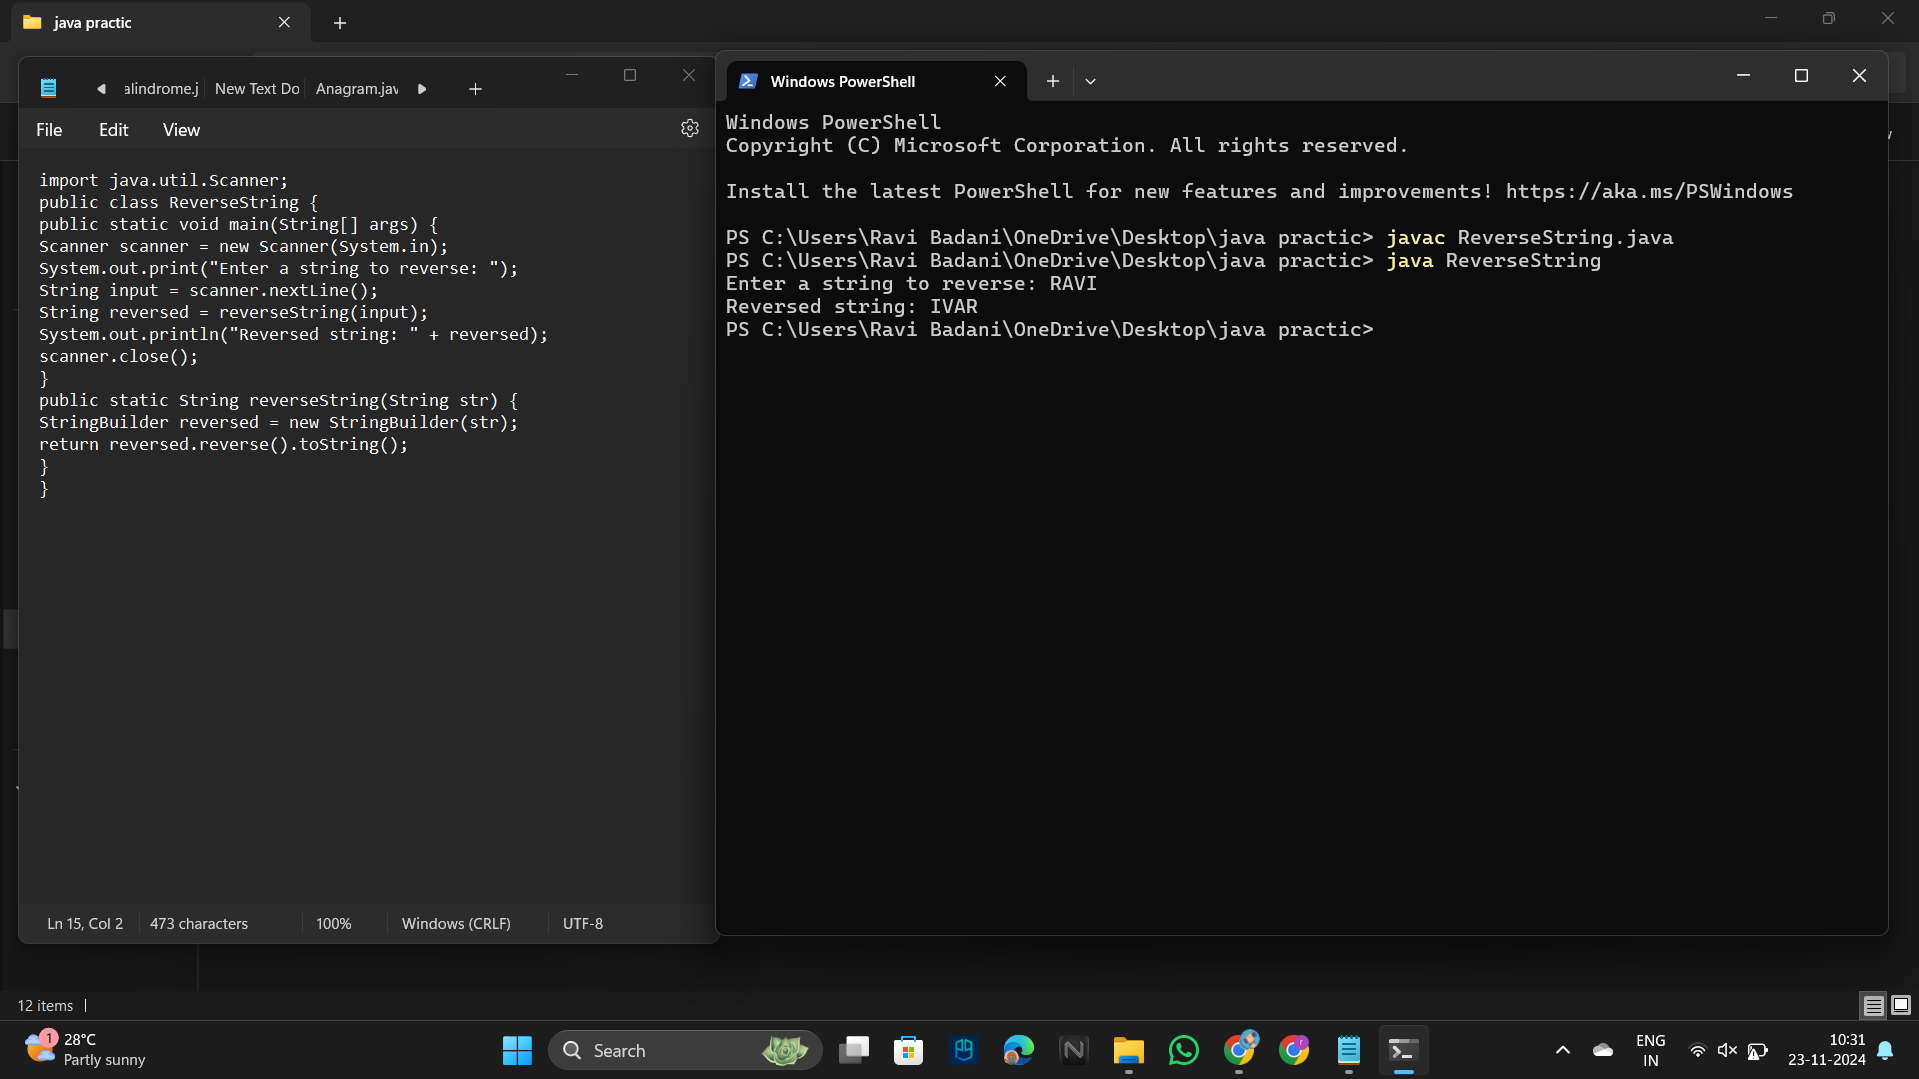 java practic
alindrome.j
New Text Do
Anagram.jav
File
Edit
View
import java.util.Scanner;
public class ReverseString {
public static void main(String[] args) {
Scanner scanner = new Scanner(System.in);
System.out.print("Enter a string to reverse: ");
String input = scanner.nextLine();
String reversed = reverseString(input);
System.out.println("Reversed string: " + reversed);
scanner.close();
}
public static String reverseString(String str) {
StringBuilder reversed = new StringBuilder(str);
return reversed.reverse().toString();
}
}
Ln 15, Col 2
473 characters
100%
Windows (CRLF)
UTF-8
Windows PowerShell
Windows PowerShell
Copyright (C) Microsoft Corporation. All rights reserved.
Install the latest PowerShell for new features and improvements! https://aka.ms/PSWindows
PS C:\Users\Ravi Badani\OneDrive\Desktop\java practic> javac ReverseString.java
PS C:\Users\Ravi Badani\OneDrive\Desktop\java practic> java ReverseString
Enter a string to reverse: RAVI
Reversed string: IVAR
PS C:\Users\Ravi Badani\OneDrive\Desktop\java practic>
12 items
1
28°C
Partly sunny
Search
ENG
IN
10:31
23-11-2024